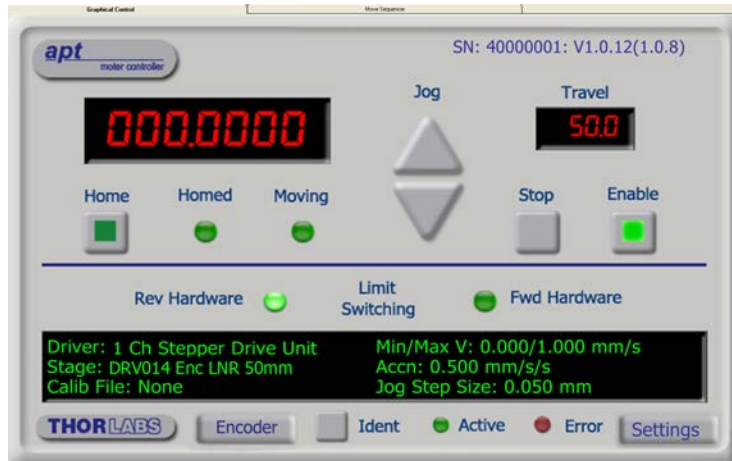 Graphical Control
Move Sequencer
apt
moter controller
SN: 40000001: V1.0.12(1.0.8)
000.0000
Jog
Travel
50.0
Home
Homed
Moving
Stop
Enable
Rev Hardware
Limit
Switching
Fwd Hardware
Driver: 1 Ch Stepper Drive Unit
Stage: DRV014 Enc LNR 50mm
Calib File: None
Min/Max V: 0.000/1.000 mm/s
Accn: 0.500 mm/s/s
Jog Step Size: 0.050 mm
THORLABS
Encoder
Ident
Active
Error
Settings